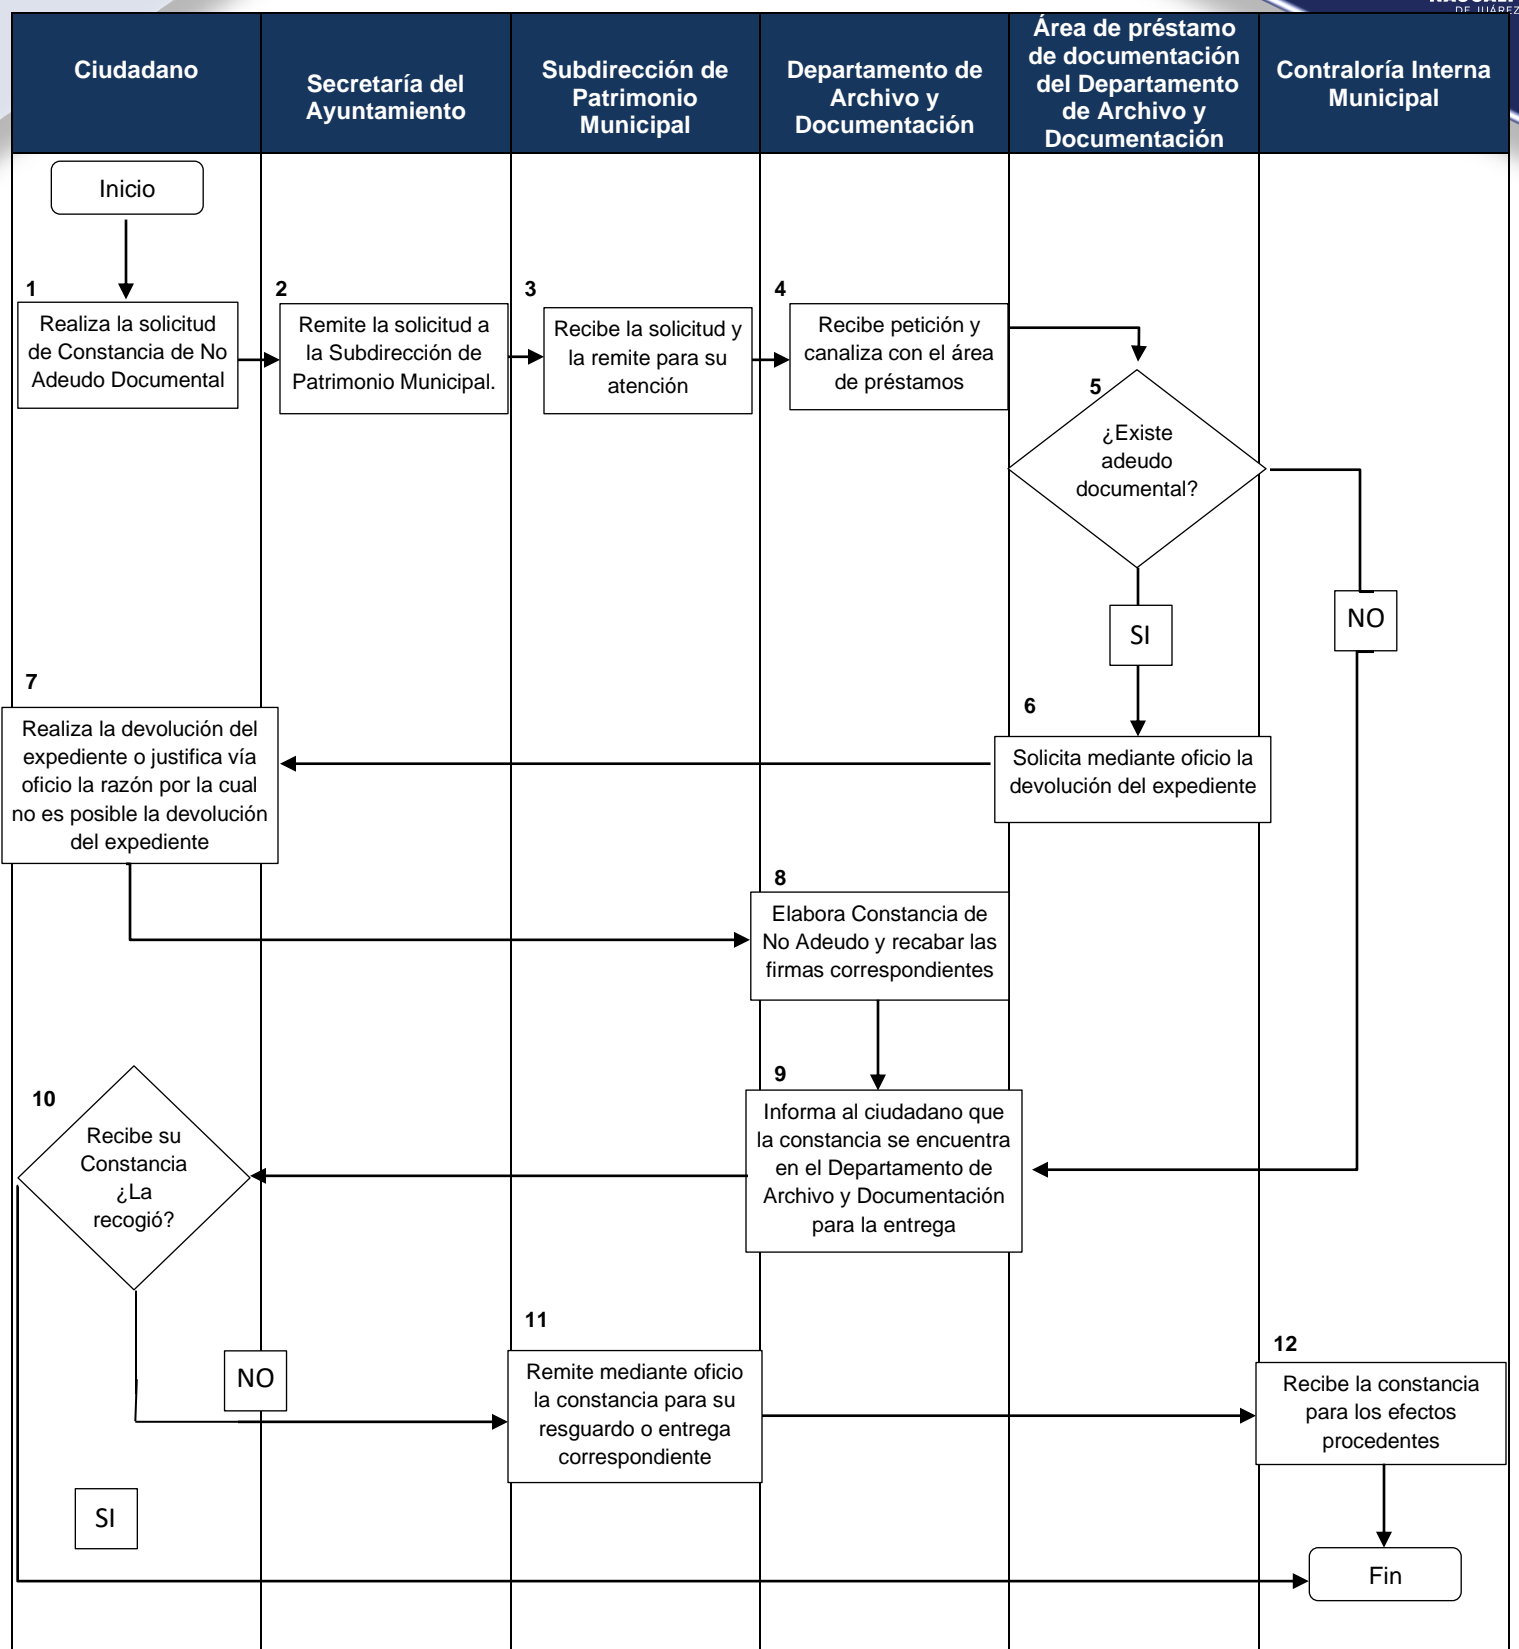 DE JUÁREZ
Ciudadano
Secretaría del
Ayuntamiento
Subdirección de
Patrimonio
Municipal
Departamento de
Archivo y
Documentación
Área de préstamo
de documentación
del Departamento
de Archivo y
Documentación
Contraloría Interna
Municipal
Inicio
1
Realiza la solicitud
de Constancia de No
Adeudo Documental
2
Remite la solicitud a
la Subdirección de
Patrimonio Municipal.
3
Recibe la solicitud y
la remite para su
atención
4
Recibe petición y
canaliza con el área
de préstamos
5
¿Existe
adeudo
documental?
SI
NO
6
Solicita mediante oficio la
devolución del expediente
7
Realiza la devolución del
expediente o justifica vía
oficio la razón por la cual
no es posible la devolución
del expediente
8
Elabora Constancia de
No Adeudo y recabar las
firmas correspondientes
9
Informa al ciudadano que
la constancia se encuentra
en el Departamento de
Archivo y Documentación
para la entrega
10
Recibe su
Constancia
¿La
recogió?
NO
SI
11
Remite mediante oficio
la constancia para su
resguardo o entrega
correspondiente
12
Recibe la constancia
para los efectos
procedentes
Fin